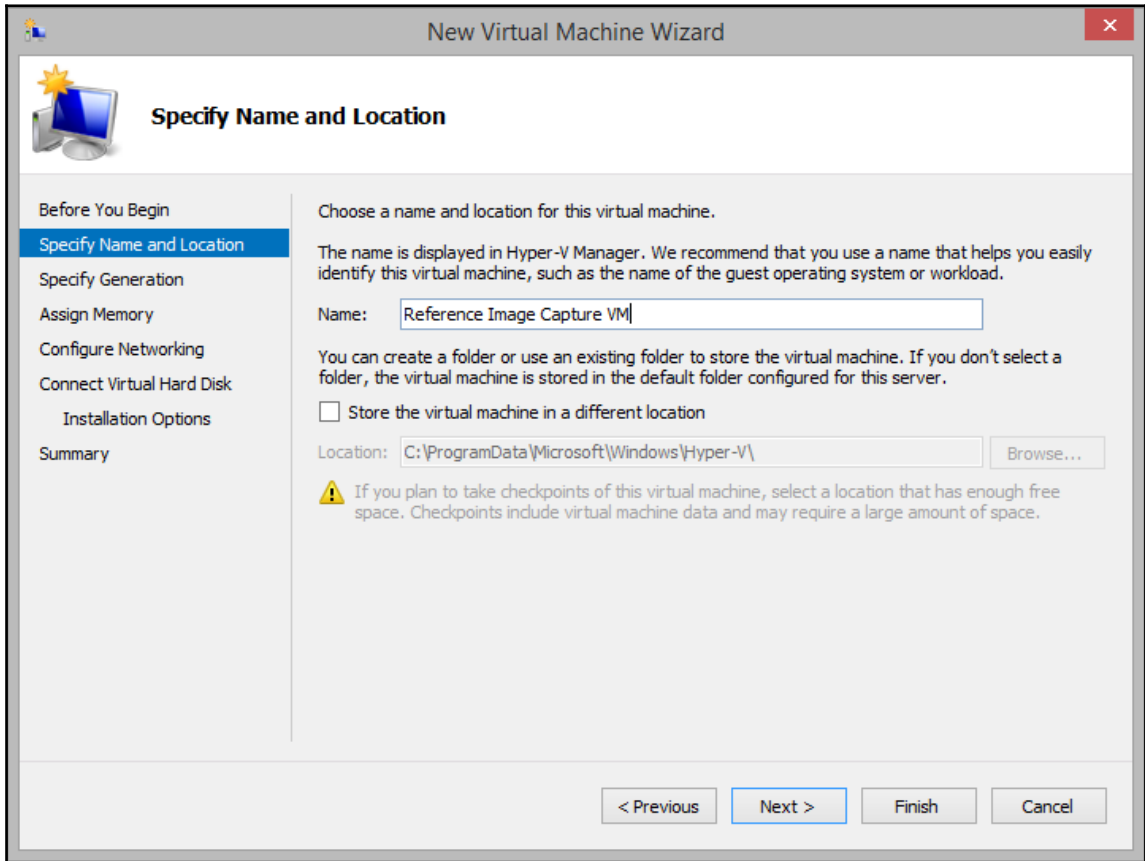 New Virtual Machine Wizard
Specify Name and Location
Before You Begin
Specify Name and Location
Specify Generation
Assign Memory
Configure Networking
Connect Virtual Hard Disk
Installation Options
Summary
Choose a name and location for this virtual machine.
The name is displayed in Hyper-V Manager. We recommend that you use a name that helps you easily
identify this virtual machine, such as the name of the guest operating system or workload.
Name: Reference Image Capture VM
You can create a folder or use an existing folder to store the virtual machine. If you don't select a
folder, the virtual machine is stored in the default folder configured for this server.
Store the virtual machine in a different location
Location: C:\ProgramData\Microsoft\Windows\Hyper-V\ Browse...
If you plan to take checkpoints of this virtual machine, select a location that has enough free
space. Checkpoints include virtual machine data and may require a large amount of space.
< Previous Next > Finish Cancel